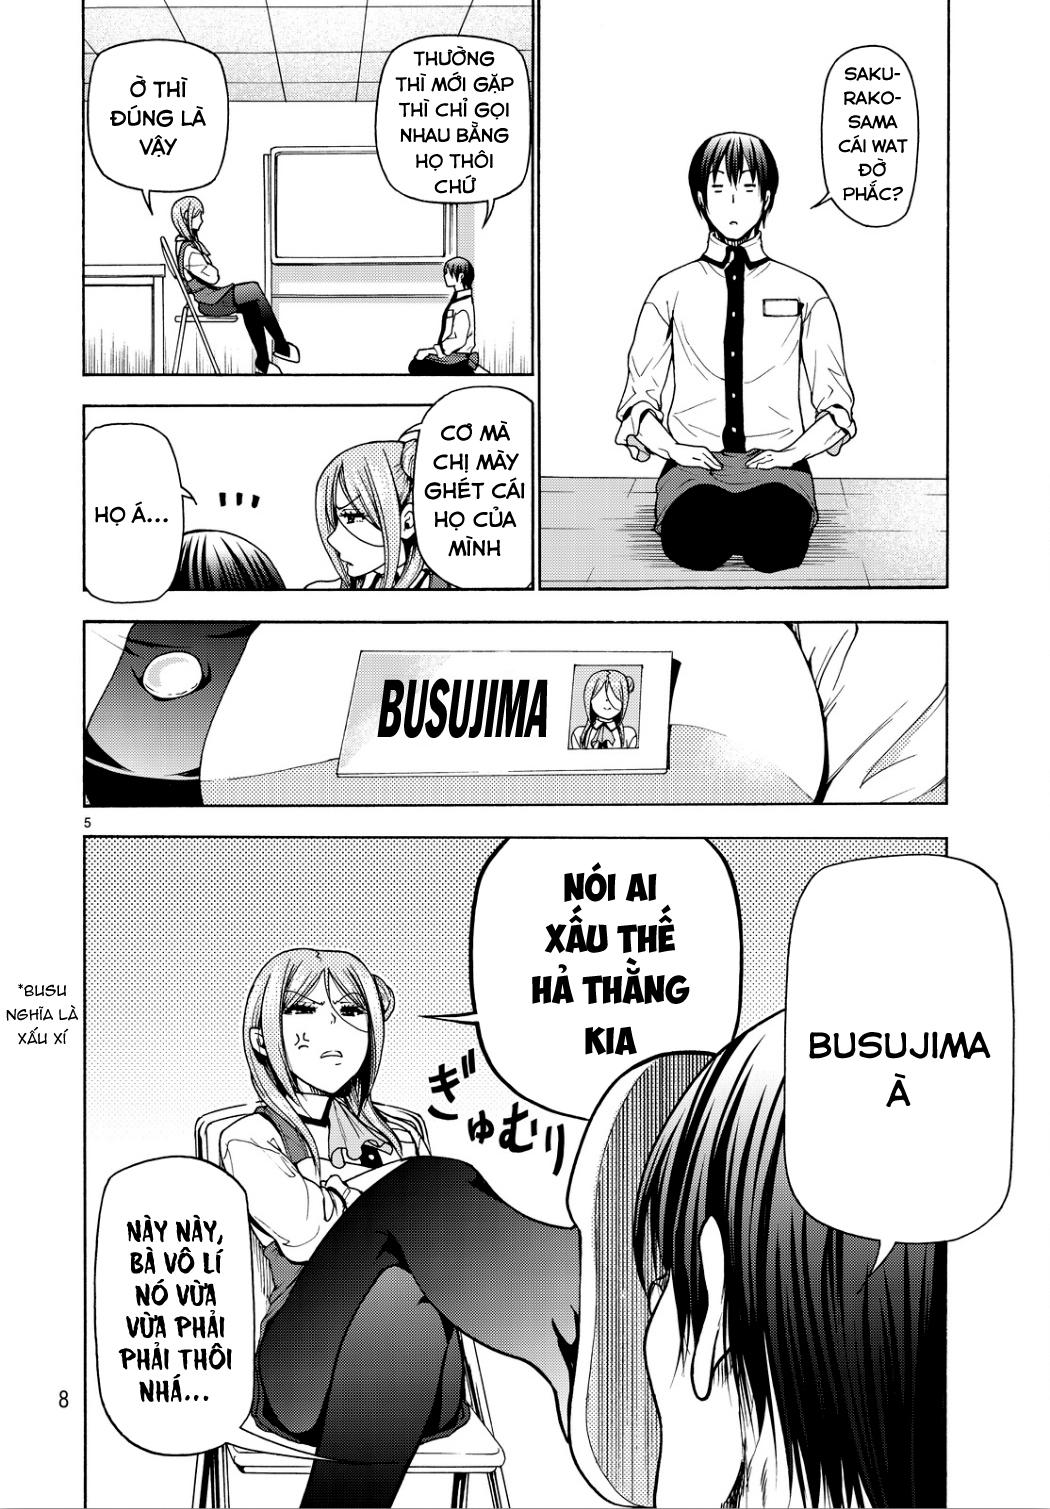 SAKU-
RAKO-
SAMA
CÁI WAT
ĐỜ
PHẮC?
THƯỜNG
THÌ MỚI GẶP
THÌ CHỈ GỌI
NHAU BẰNG
HỌ THÔI
CHỨ
Ờ THÌ
ĐÚNG LÀ
VẬY
CƠ MÀ
CHỊ MÀY
GHÉT CÁI
HỌ CỦA
MÌNH
HỌ Á...
BUSUJIMA
5
BUSUJIMA
À
NÓI AI
XẤU THẾ
HẢ THẰNG
KIA
ぎゅむり
*BUSU
NGHĨA LÀ
XẤU XÍ
NÀY NÀY,
BÀ VÔ LÍ
NÓ VỪA
VỪA PHẢI
PHẢI THÔI
NHÁ...
8